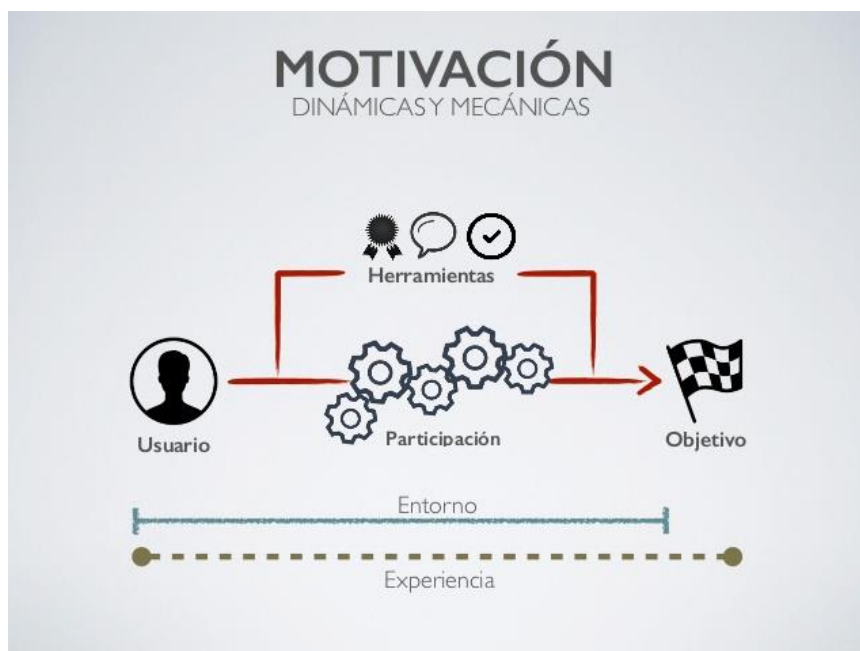 MOTIVACIÓN
DINÁMICAS Y MECÁNICAS
Herramientas
Usuario
Participación
Objetivo
Entorno
Experiencia